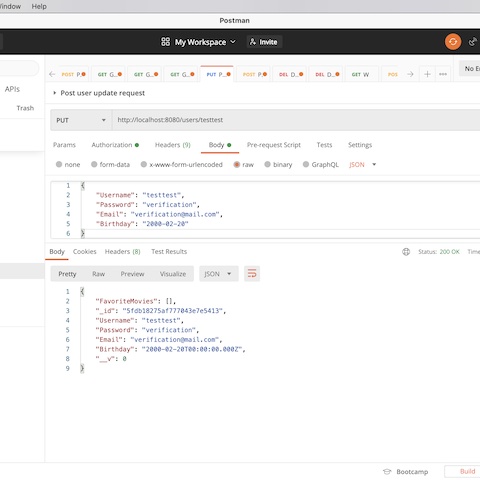 Window Help
Postman
My Workspace Invite
APIs
Trash
POST P.. GET G... GET G... GET G... PUT P... POST P.. DEL D... DEL D... GET W POS No En
Post user update request
PUT http://localhost:8080/users/testtest
Params Authorization Headers (9) Body Pre-request Script Tests Settings
none form-data x-www-form-urlencoded raw binary GraphQL JSON
1 {
2 "Username": "testtest",
3 "Password": "verification",
4 "Email": "verification@mail.com",
5 "Birthday": "2000-02-20"
6 }
Body Cookies Headers (8) Test Results Status: 200 OK Time
Pretty Raw Preview Visualize JSON
1 {
2 "FavoriteMovies": [],
3 "_id": "5fdb18275af777043e7e5413",
4 "Username": "testtest",
5 "Password": "verification",
6 "Email": "verification@mail.com",
7 "Birthday": "2000-02-20T00:00:00.000Z",
8 "__v": 0
9 }
Bootcamp Build